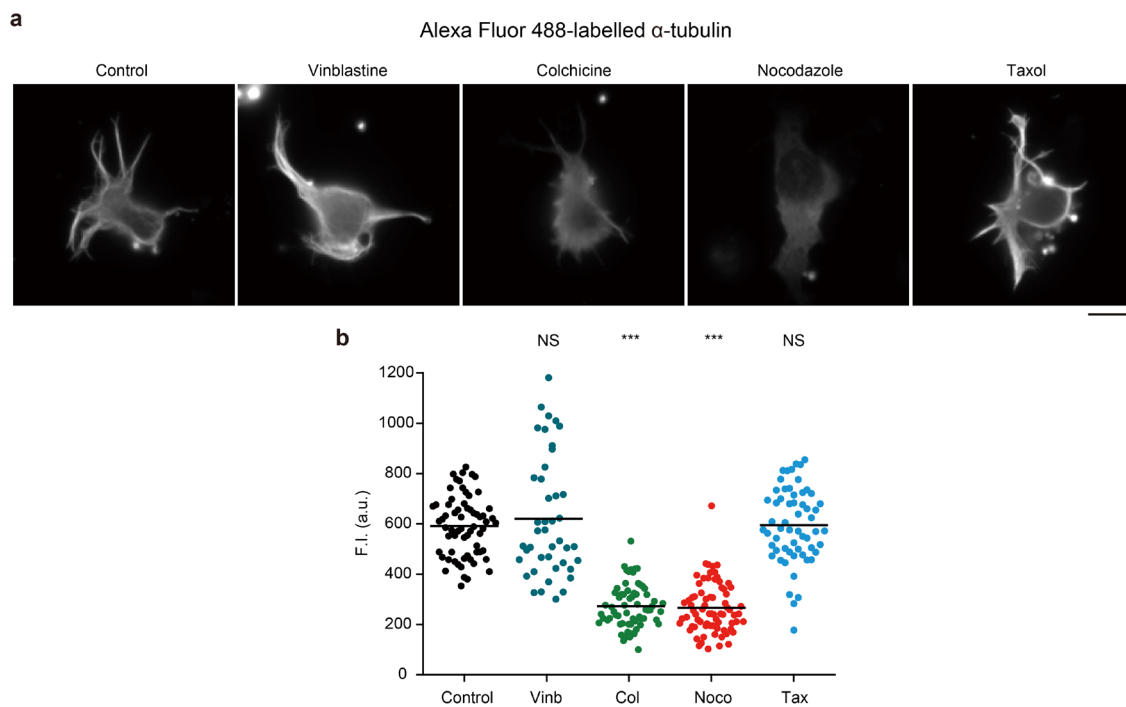 a
Alexa Fluor 488-labelled α-tubulin
Control Vinblastine Colchicine Nocodazole Taxol
b
NS *** *** NS
1200
1000
800
600
400
200
0
F.I. (a.u.)
Control Vinb Col Noco Tax